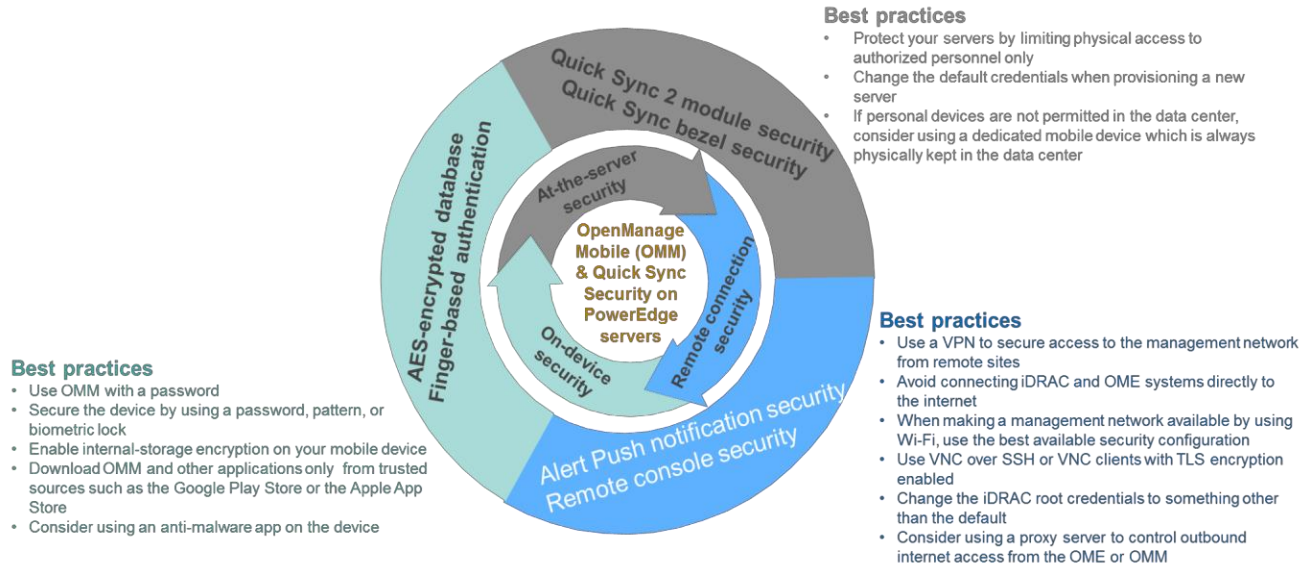 Best practices
• Protect your servers by limiting physical access to
authorized personnel only
• Change the default credentials when provisioning a new
server
• If personal devices are not permitted in the data center,
consider using a dedicated mobile device which is always
physically kept in the data center
Quick Sync 2 module security
Quick Sync bezel security
AES-encrypted database
Finger-based authentication
At-the-server
security
OpenManage
Mobile (OMM)
& Quick Sync
Security on
PowerEdge
servers
Remote connection
security
On-device
security
Alert Push notification security
Remote console security
Best practices
• Use OMM with a password
• Secure the device by using a password, pattern, or
biometric lock
• Enable internal-storage encryption on your mobile device
• Download OMM and other applications only from trusted
sources such as the Google Play Store or the Apple App
Store
• Consider using an anti-malware app on the device
Best practices
• Use a VPN to secure access to the management network
from remote sites
• Avoid connecting iDRAC and OME systems directly to
the internet
• When making a management network available by using
Wi-Fi, use the best available security configuration
• Use VNC over SSH or VNC clients with TLS encryption
enabled
• Change the iDRAC root credentials to something other
than the default
• Consider using a proxy server to control outbound
internet access from the OME or OMM